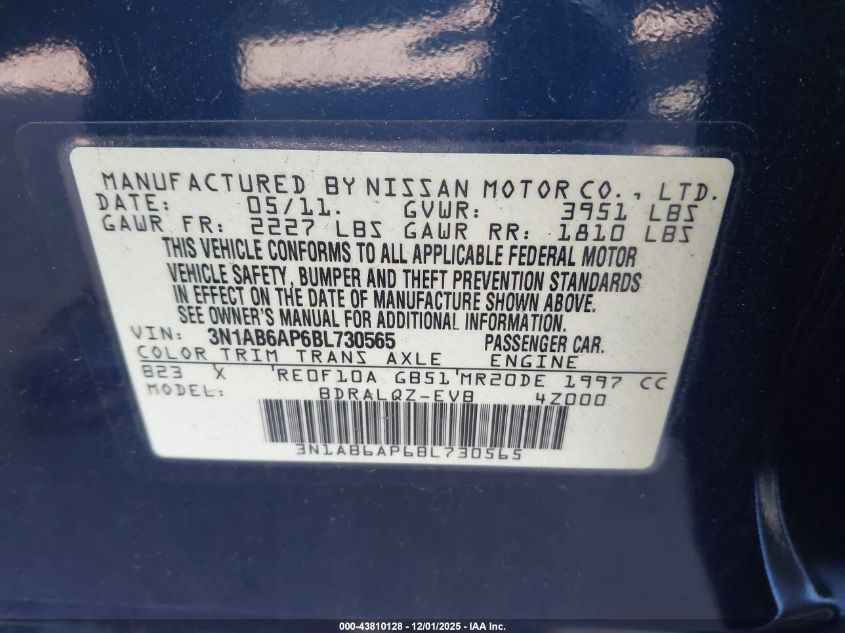 MANUFACTURED BY NISSAN MOTOR CO., LTD.
DATE: 05/11. GVWR: 3951 LBS
GAWR FR: 2227 LBS GAWR RR: 1810 LBS
THIS VEHICLE CONFORMS TO ALL APPLICABLE FEDERAL MOTOR
VEHICLE SAFETY, BUMPER AND THEFT PREVENTION STANDARDS
IN EFFECT ON THE DATE OF MANUFACTURE SHOWN ABOVE.
SEE OWNER'S MANUAL FOR ADDITIONAL INFORMATION.
VIN: 3N1AB6AP6BL730565 PASSENGER CAR.
COLOR TRIM TRANS AXLE ENGINE
B23 X RE0F10A GB51 MR20DE 1997 CC
MODEL: BDRALQZ-EVB 4Z000
3N1AB6AP6BL730565
000-43810128 - 12/01/2025 - IAA Inc.